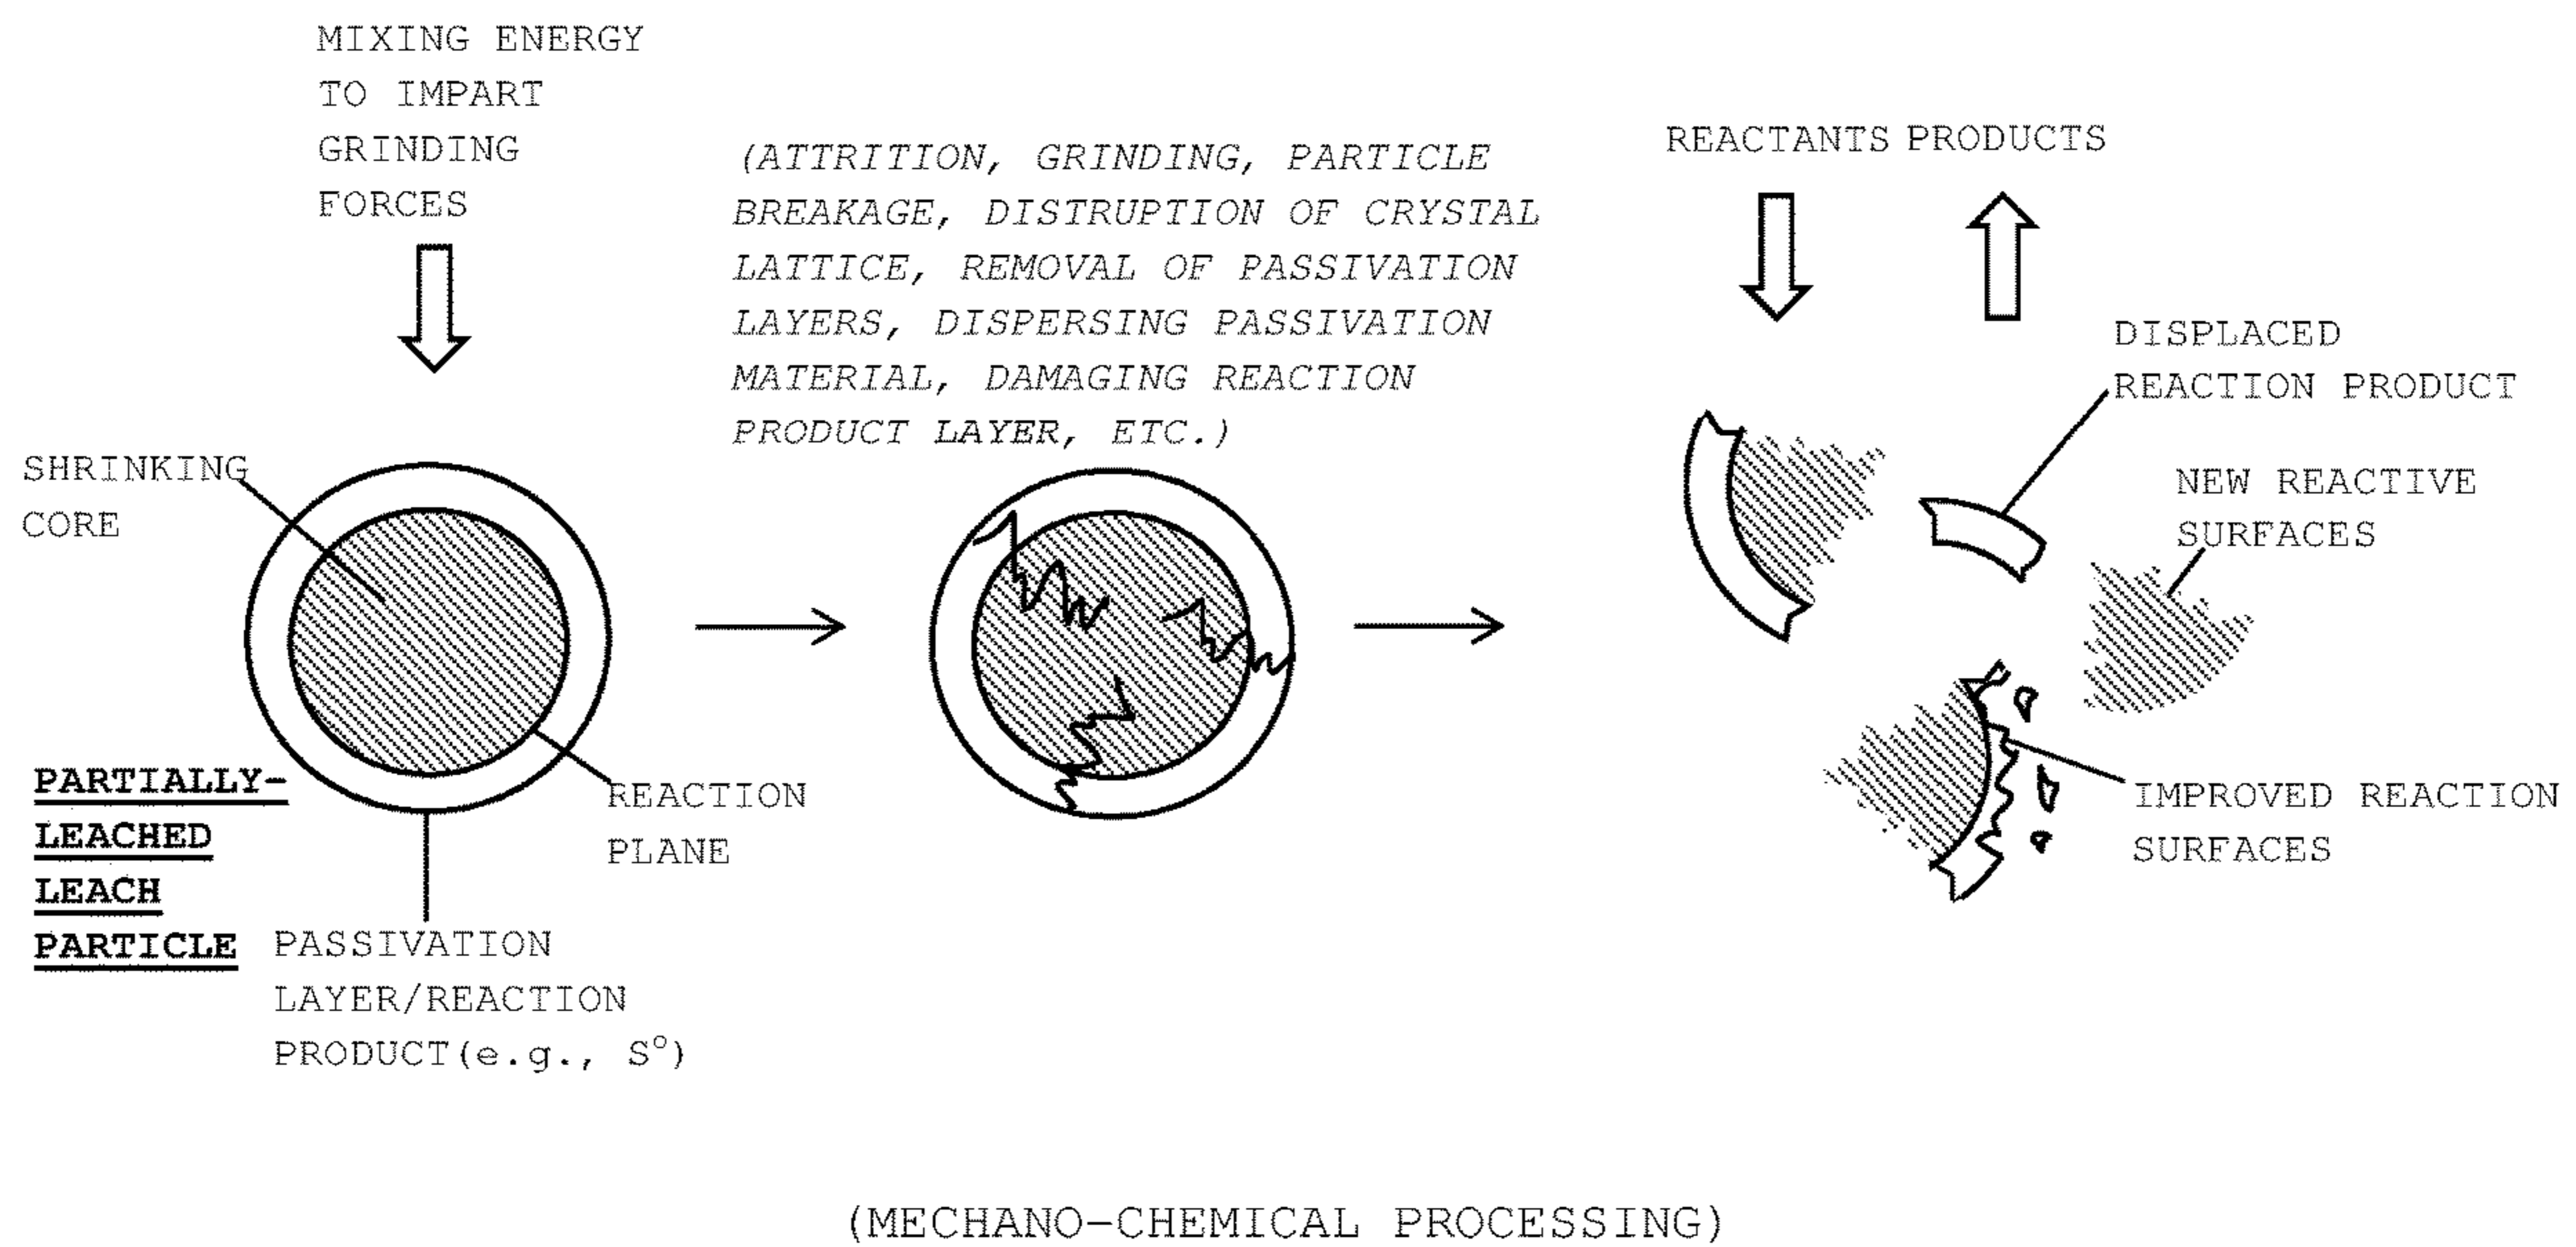 MIXING ENERGY
TO IMPART
GRINDING
FORCES
(ATTRITION, GRINDING, PARTICLE
BREAKAGE, DISTRUPTION OF CRYSTAL
LATTICE, REMOVAL OF PASSIVATION
LAYERS, DISPERSING PASSIVATION
MATERIAL, DAMAGING REACTION
PRODUCT LAYER, ETC.)
REACTANTS PRODUCTS
DISPLACED
REACTION PRODUCT
NEW REACTIVE
SURFACES
SHRINKING
CORE
REACTION
PLANE
IMPROVED REACTION
SURFACES
PARTIALLY-
LEACHED
LEACH
PARTICLE
PASSIVATION
LAYER/REACTION
PRODUCT(e.g., S°)
(MECHANO-CHEMICAL PROCESSING)